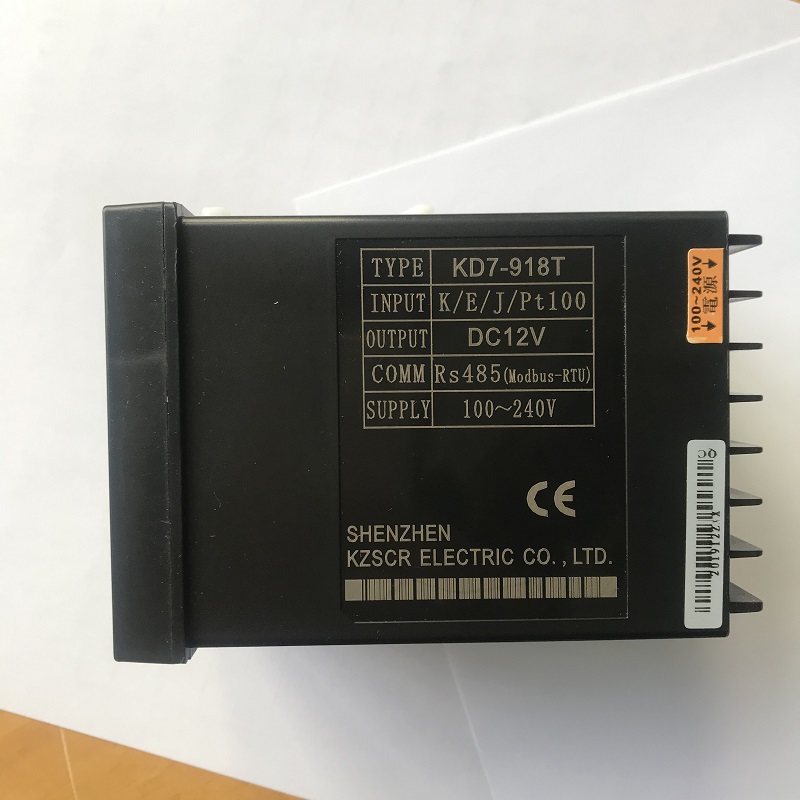 TYPE KD7-918T
INPUT K/E/J/Pt100
OUTPUT DC12V
COMM Rs485(Modbus-RTU)
SUPPLY 100~240V
CE
SHENZHEN
KZSCR ELECTRIC CO.,LTD.
100~240V
電源